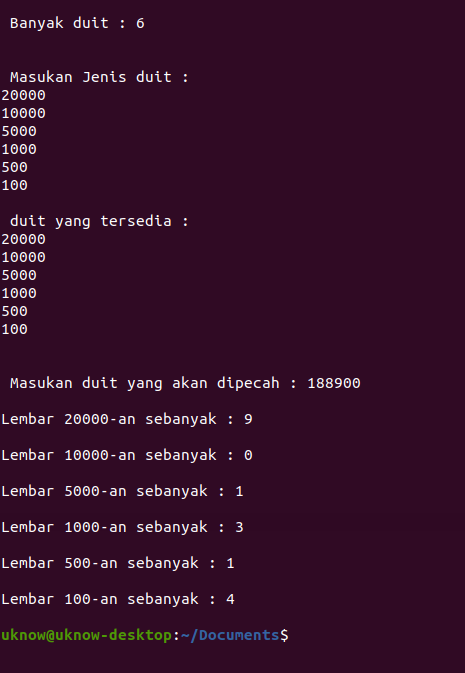 Banyak duit : 6
Masukan Jenis duit :
20000
10000
5000
1000
500
100
duit yang tersedia :
20000
10000
5000
1000
500
100
Masukan duit yang akan dipecah : 188900
Lembar 20000-an sebanyak : 9
Lembar 10000-an sebanyak : 0
Lembar 5000-an sebanyak : 1
Lembar 1000-an sebanyak : 3
Lembar 500-an sebanyak : 1
Lembar 100-an sebanyak : 4
uknow@uknow-desktop:~/Documents$